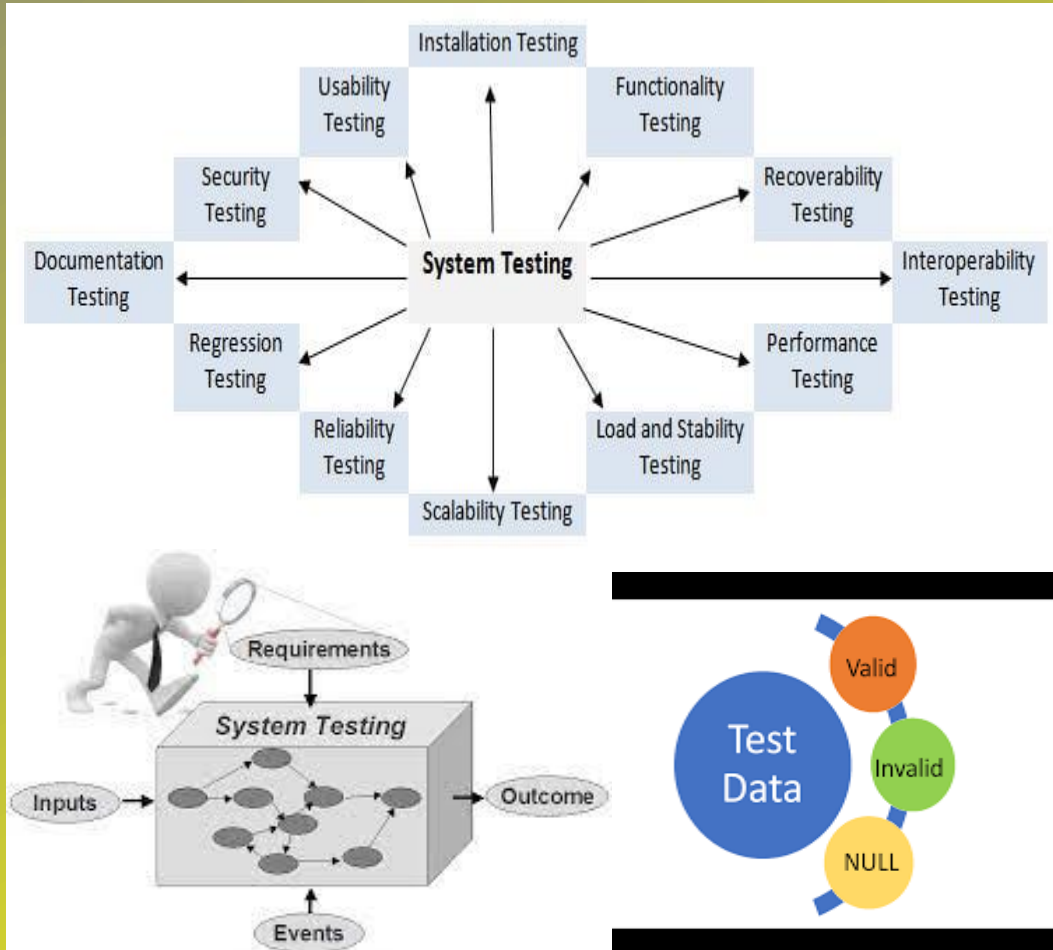 Installation Testing
Usability
Testing
Functionality
Testing
Security
Testing
Recoverability
Testing
Documentation
Testing
System Testing
Interoperability
Testing
Regression
Testing
Performance
Testing
Reliability
Testing
Load and Stability
Testing
Scalability Testing
Requirements
System Testing
Inputs
Outcome
Events
Test
Data
Valid
Invalid
NULL